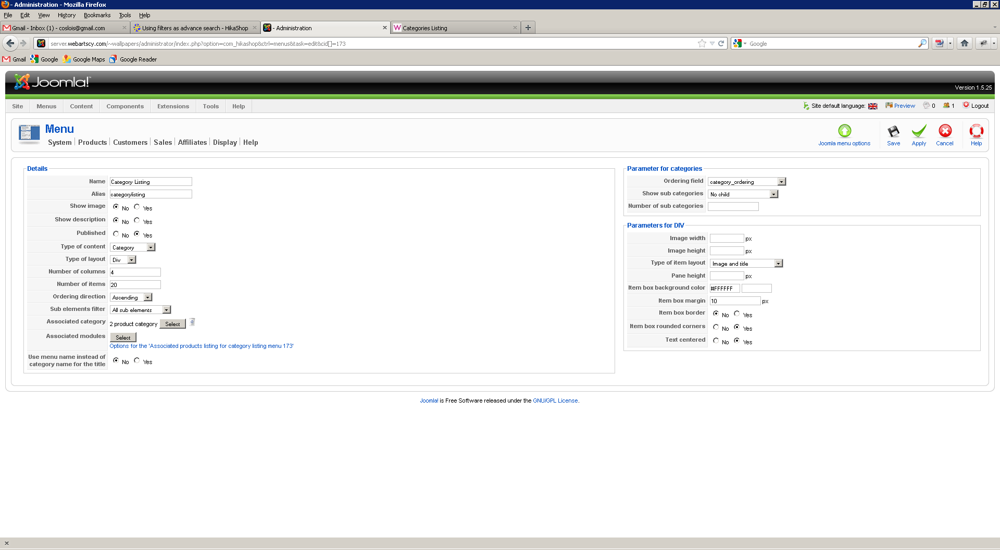 - Administration - Mozilla Firefox
File Edit View History Bookmarks Tools Help
Gmail - Inbox (1) - coslois@gmail.com
Using filters as advance search - HikaShop
- Administration
Categories Listing
server.webartscy.com/~wallpapers/administrator/index.php?option=com_hikashop&ctrl=menus&task=edit&cid[]=173
Google
Gmail Google Google Maps Google Reader
Joomla!™
Version 1.5.25
Site Menus Content Components Extensions Tools Help
Site default language: Preview 0 1 Logout
Menu
System Products Customers Sales Affiliates Display Help
Joomla menu options Save Apply Cancel Help
Details
Name Category Listing
Alias categorylisting
Show image No Yes
Show description No Yes
Published No Yes
Type of content Category
Type of layout Div
Number of columns 4
Number of items 20
Ordering direction Ascending
Sub elements filter All sub elements
Associated category 2 product category Select
Associated modules Select
Options for the 'Associated products listing for category listing menu 173'
Use menu name instead of
category name for the title No Yes
Parameter for categories
Ordering field category_ordering
Show sub categories No child
Number of sub categories
Parameters for DIV
Image width px
Image height px
Type of item layout Image and title
Pane height px
Item box background color #FFFFFF
Item box margin 10 px
Item box border No Yes
Item box rounded corners No Yes
Text centered No Yes
Joomla! is Free Software released under the GNU/GPL License.